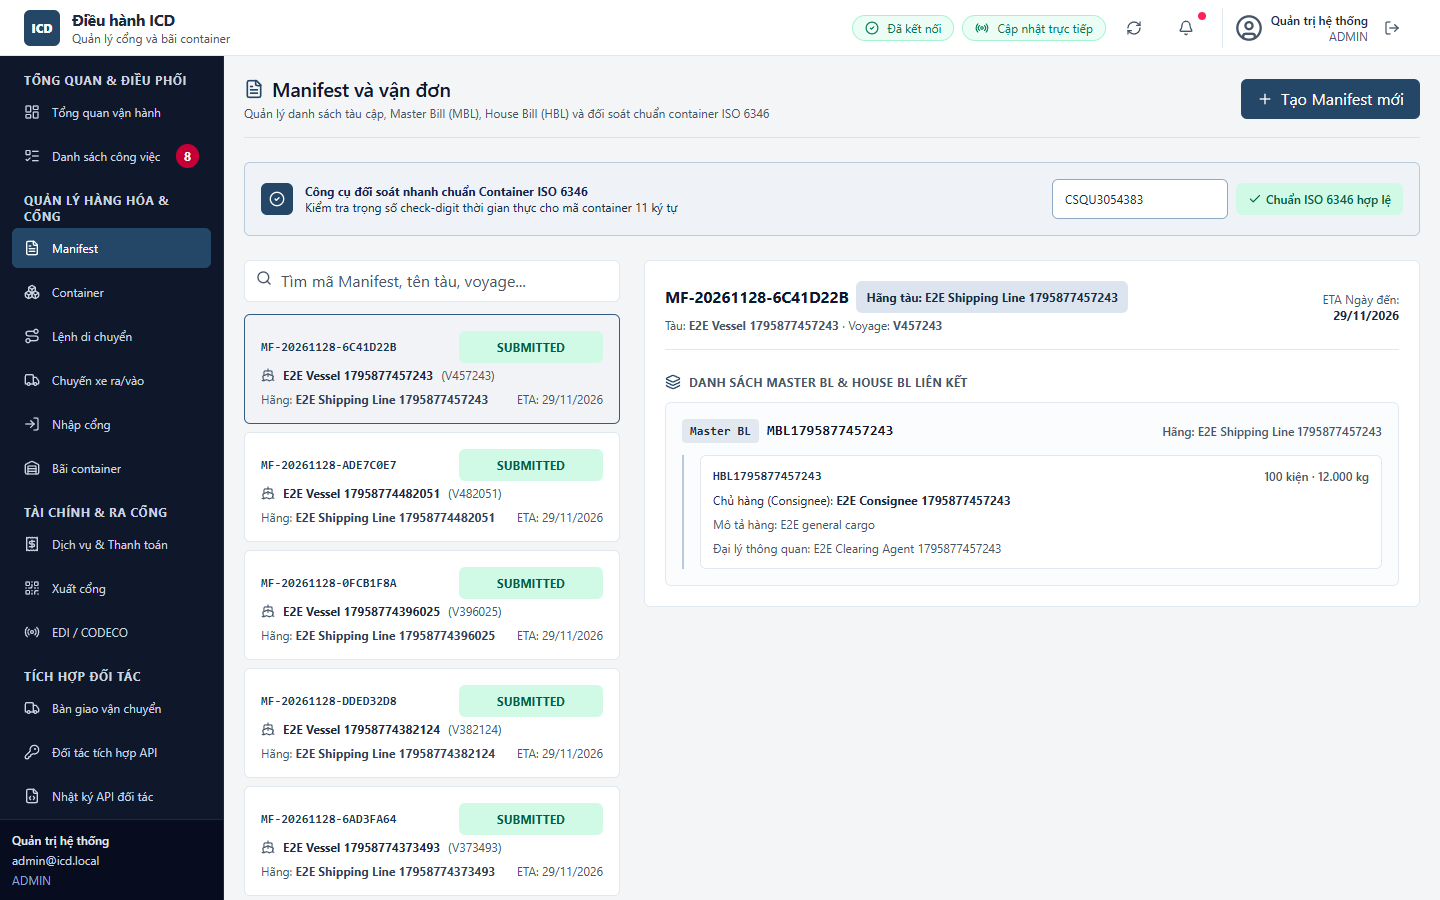 ICD
Điều hành ICD
Quản lý cổng và bãi container
Đã kết nối
Cập nhật trực tiếp
Quản trị hệ thống
ADMIN
TỔNG QUAN & ĐIỀU PHỐI
Tổng quan vận hành
Danh sách công việc
8
QUẢN LÝ HÀNG HÓA &
CỔNG
Manifest
Container
Lệnh di chuyển
Chuyến xe ra/vào
Nhập cổng
Bãi container
TÀI CHÍNH & RA CỔNG
Dịch vụ & Thanh toán
Xuất cổng
EDI / CODECO
TÍCH HỢP ĐỐI TÁC
Bàn giao vận chuyển
Đối tác tích hợp API
Nhật ký API đối tác
Quản trị hệ thống
admin@icd.local
ADMIN
Manifest và vận đơn
Quản lý danh sách tàu cập, Master Bill (MBL), House Bill (HBL) và đối soát chuẩn container ISO 6346
Tạo Manifest mới
Công cụ đối soát nhanh chuẩn Container ISO 6346
Kiểm tra trọng số check-digit thời gian thực cho mã container 11 ký tự
CSQU3054383
Chuẩn ISO 6346 hợp lệ
Tìm mã Manifest, tên tàu, voyage...
MF-20261128-6C41D22B
SUBMITTED
E2E Vessel 1795877457243 (V457243)
Hãng: E2E Shipping Line 1795877457243
ETA: 29/11/2026
MF-20261128-ADE7C0E7
SUBMITTED
E2E Vessel 17958774482051 (V482051)
Hãng: E2E Shipping Line 17958774482051
ETA: 29/11/2026
MF-20261128-0FCB1F8A
SUBMITTED
E2E Vessel 17958774396025 (V396025)
Hãng: E2E Shipping Line 17958774396025
ETA: 29/11/2026
MF-20261128-DDED32D8
SUBMITTED
E2E Vessel 17958774382124 (V382124)
Hãng: E2E Shipping Line 17958774382124
ETA: 29/11/2026
MF-20261128-6AD3FA64
SUBMITTED
E2E Vessel 17958774373493 (V373493)
Hãng: E2E Shipping Line 17958774373493
ETA: 29/11/2026
MF-20261128-6C41D22B
Hãng tàu: E2E Shipping Line 1795877457243
Tàu: E2E Vessel 1795877457243 · Voyage: V457243
ETA Ngày đến:
29/11/2026
DANH SÁCH MASTER BL & HOUSE BL LIÊN KẾT
Master BL
MBL1795877457243
Hãng: E2E Shipping Line 1795877457243
HBL1795877457243
100 kiện · 12.000 kg
Chủ hàng (Consignee): E2E Consignee 1795877457243
Mô tả hàng: E2E general cargo
Đại lý thông quan: E2E Clearing Agent 1795877457243